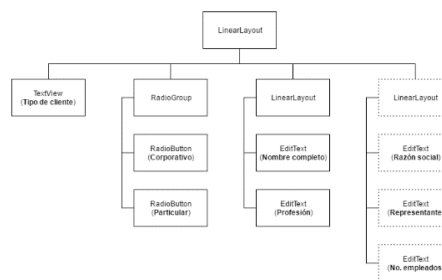 LinearLayout
TextView
(Tipo de cliente)
RadioGroup
RadioButton
(Corporativo)
RadioButton
(Particular)
LinearLayout
EditText
(Nombre completo)
EditText
(Profesión)
LinearLayout
EditText
(Razón social)
EditText
(Representante)
EditText
(No. empleados)